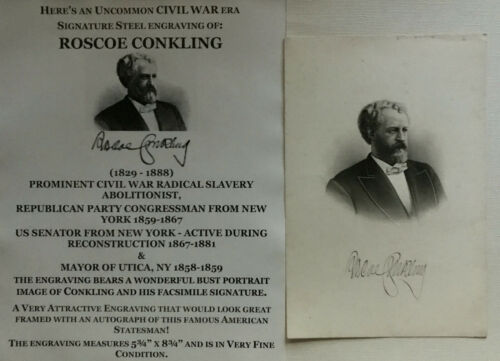 Here's an Uncommon CIVIL WAR era
Signature Steel engraving of:
ROSCOE CONKLING
Roscoe Conkling
(1829 - 1888)
PROMINENT CIVIL WAR RADICAL SLAVERY
ABOLITIONIST,
REPUBLICAN PARTY CONGRESSMAN FROM NEW
YORK 1859-1867
US SENATOR FROM NEW YORK - ACTIVE DURING
RECONSTRUCTION 1867-1881
&
MAYOR OF UTICA, NY 1858-1859
THE ENGRAVING BEARS A WONDERFUL BUST PORTRAIT
IMAGE OF CONKLING AND HIS FACSIMILE SIGNATURE.
A Very Attractive Engraving that would look great
framed with an autograph of this famous American
Statesman!
The engraving measures 5¾" x 8¾" and is in Very Fine
Condition.
Roscoe Conkling